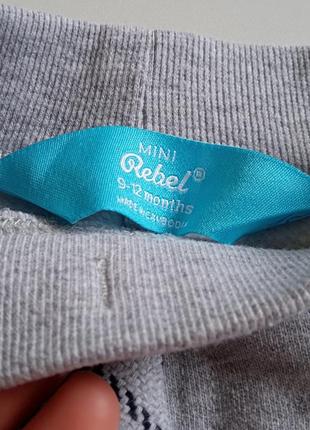 MINI
Rebel®
9-12 months
MADE IN CAMBODIA